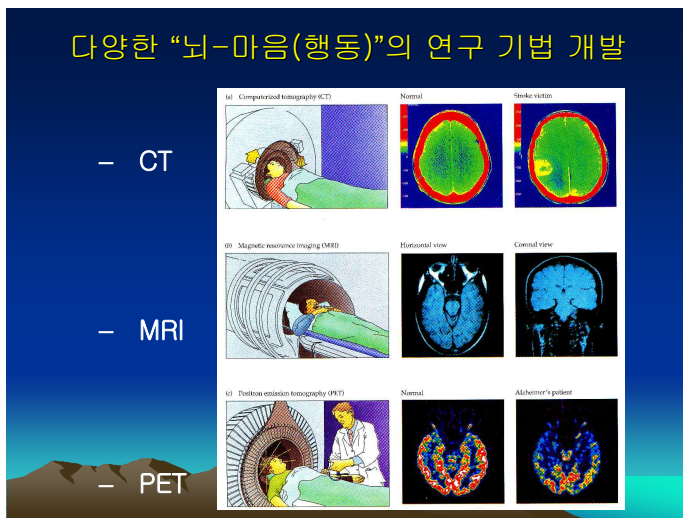 다양한 “뇌-마음(행동)”의 연구 기법 개발
(a) Computerized tomography (CT)
Normal
Stroke victim
- CT
(b) Magnetic resonance imaging (MRI)
Horizontal view
Coronal view
- MRI
(c) Positron emission tomography (PET)
Normal
Alzheimer's patient
- PET